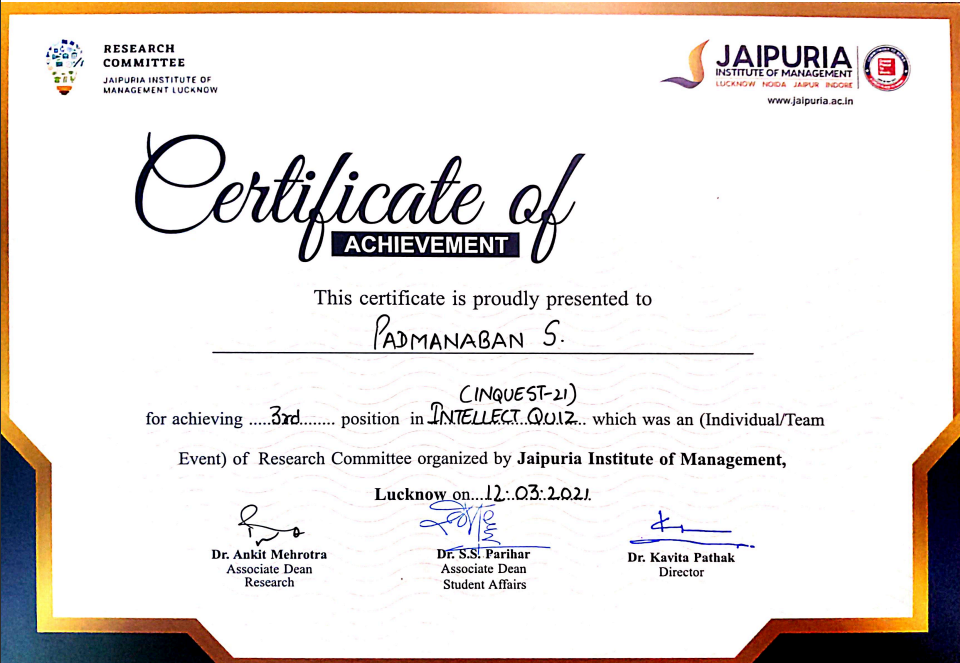 RESEARCH
COMMITTEE
JAIPURIA INSTITUTE OF
MANAGEMENT LUCKNOW
JAIPURIA
INSTITUTE OF MANAGEMENT
LUCKNOW NOIDA JAIPUR INDORE
www.jaipuria.ac.in
Certificate of
ACHIEVEMENT
This certificate is proudly presented to
PADMANABAN S.
(INQUEST-21)
for achieving .....3rd........ position in INTELLECT QUIZ.. which was an (Individual/Team
Event) of Research Committee organized by Jaipuria Institute of Management,
Lucknow on...12.03.2021.
Dr. Ankit Mehrotra
Associate Dean
Research
Dr. S.S. Parihar
Associate Dean
Student Affairs
Dr. Kavita Pathak
Director